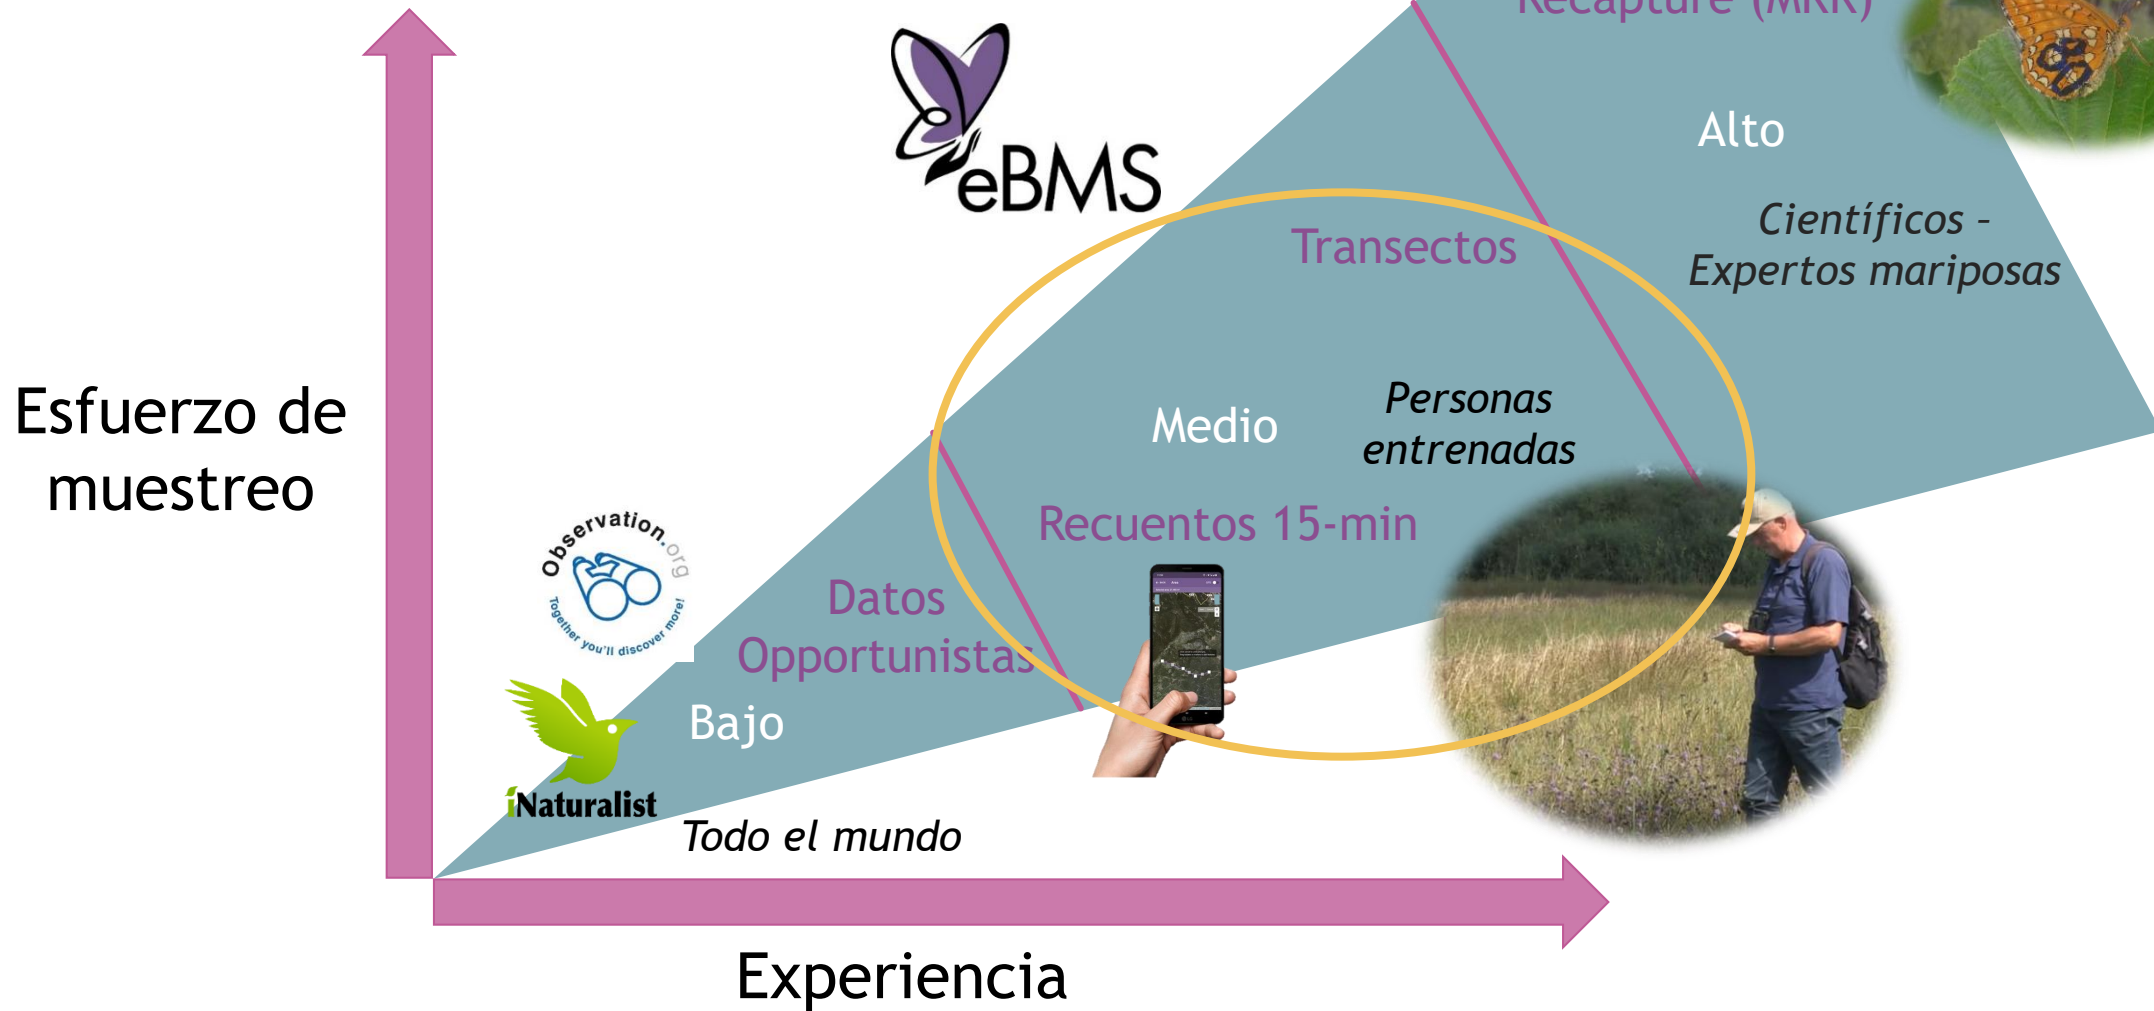 Recapture (MRR)
eBMS
Alto
Científicos –
Expertos mariposas
Transectos
Esfuerzo de
muestreo
Medio
Personas
entrenadas
Recuentos 15-min
Observation.org
Together you'll discover more!
Datos
Opportunistas
Bajo
iNaturalist
Todo el mundo
Experiencia